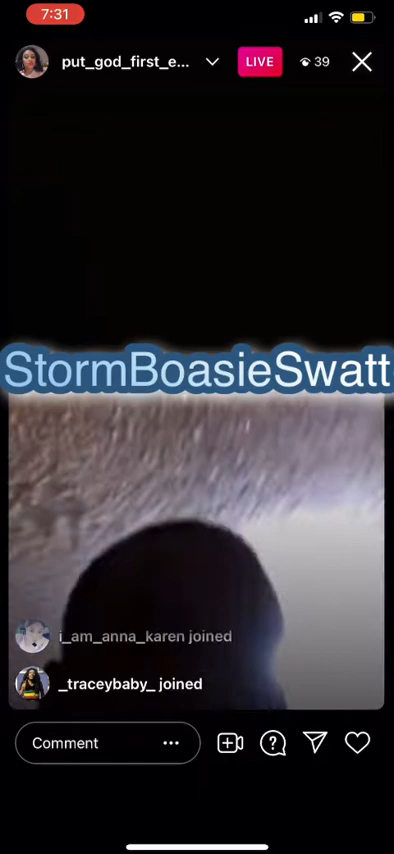 7:31
put_god_first_e...
LIVE
39
StormBoasieSwatt
i_am_anna_karen joined
_traceybaby_ joined
Comment